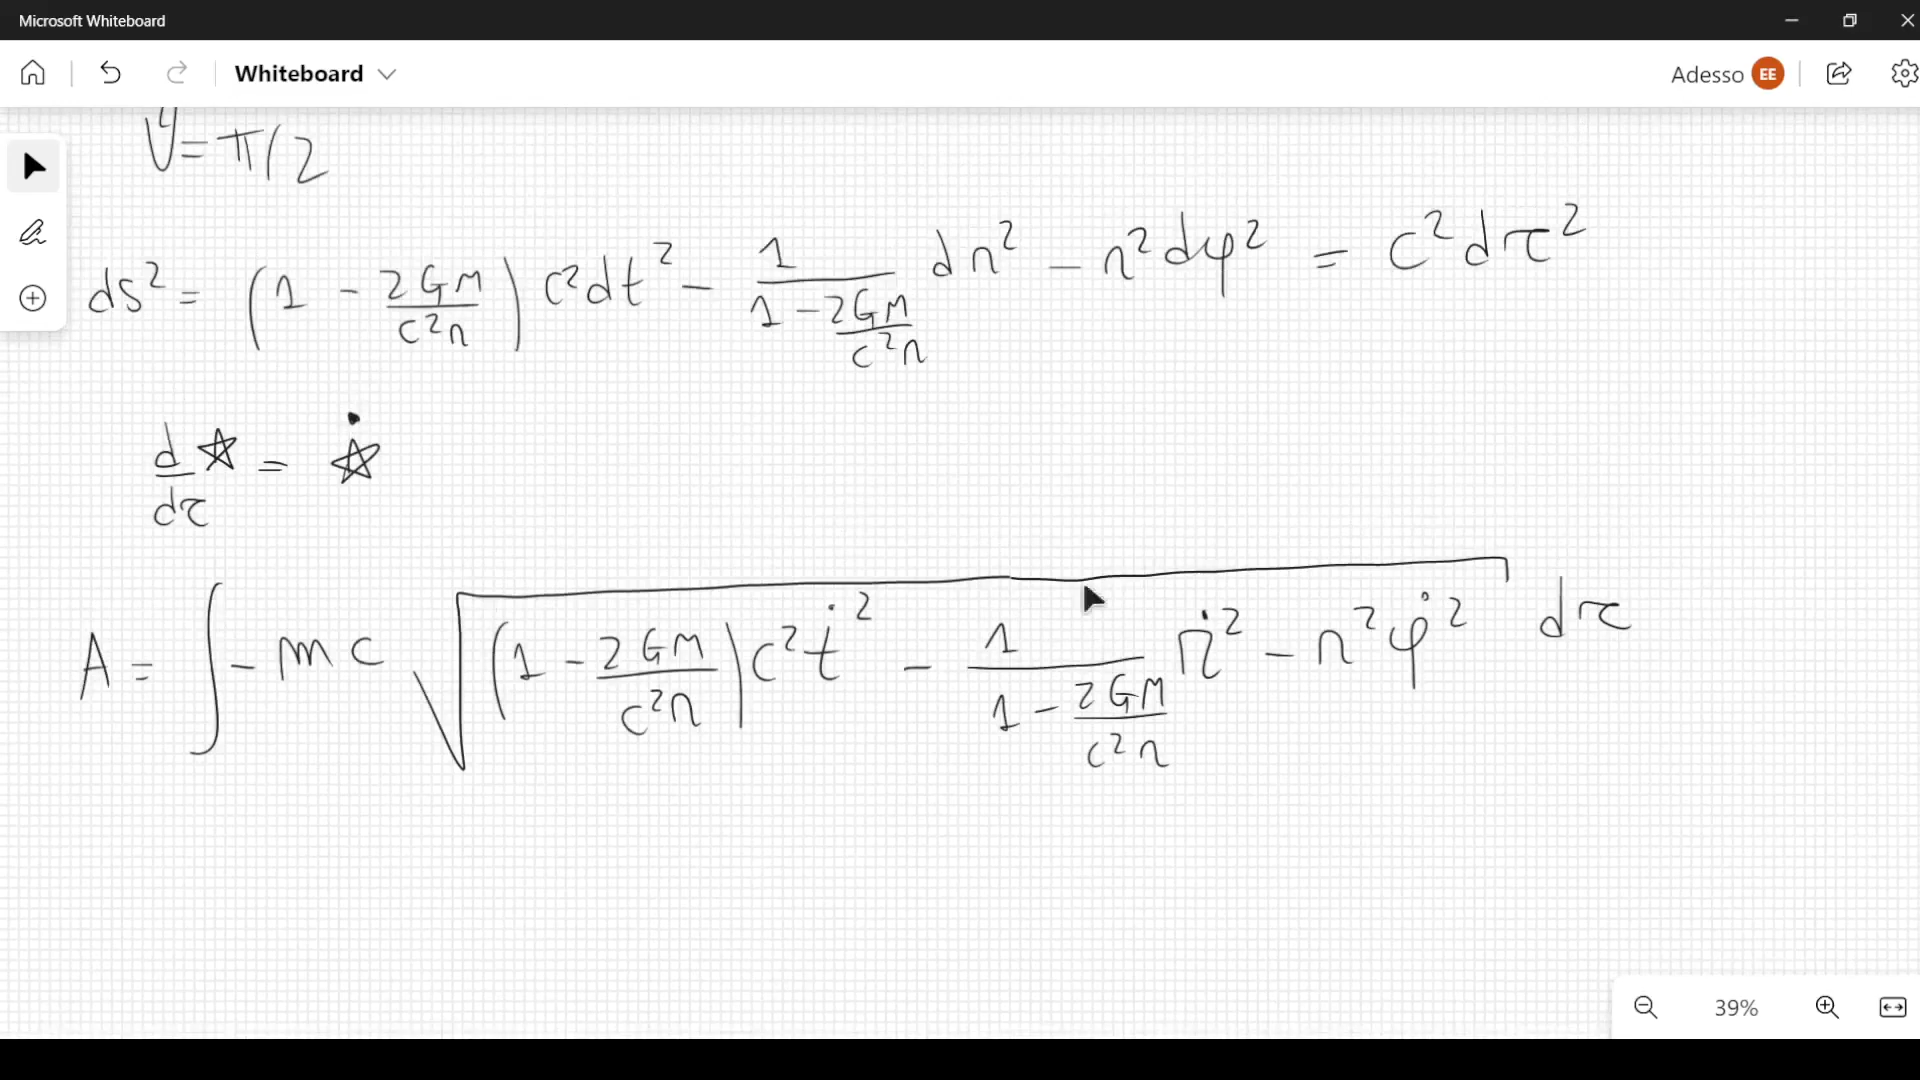 Microsoft Whiteboard
Whiteboard
Adesso EE
= π/2
ds² = (1 - 2GM/c²r) c²dt² - 1/(1 - 2GM/c²r) dr² - r²dφ² = c²dτ²
d/dτ ☆ = ☆̇
A = ∫ - mc √((1 - 2GM/c²r) c²ṫ² - 1/(1 - 2GM/c²r) ṙ² - r²φ̇²) dτ
39%